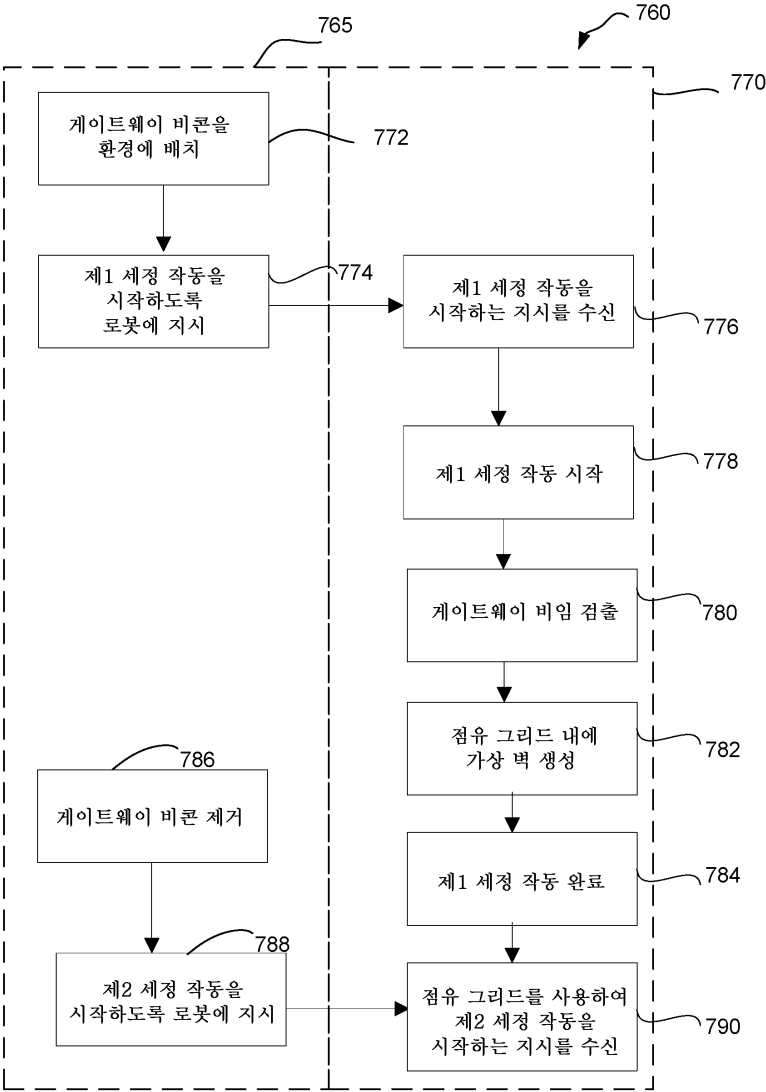 760
765
770
게이트웨이 비콘을
환경에 배치
772
제1 세정 작동을
시작하도록
로봇에 지시
774
제1 세정 작동을
시작하는 지시를 수신
776
제1 세정 작동 시작
778
게이트웨이 비임 검출
780
점유 그리드 내에
가상 벽 생성
782
786
게이트웨이 비콘 제거
제1 세정 작동 완료
784
788
제2 세정 작동을
시작하도록 로봇에 지시
점유 그리드를 사용하여
제2 세정 작동을
시작하는 지시를 수신
790